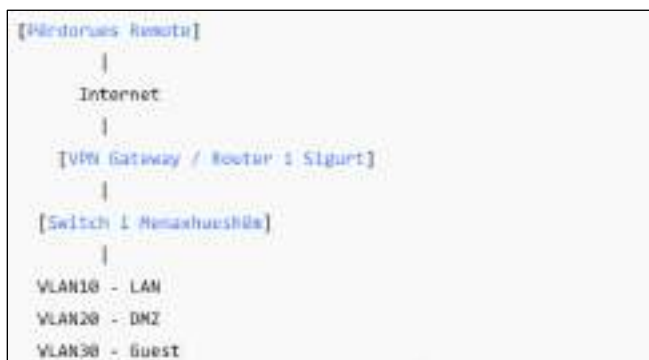 [Përdorues Remote]
|
Internet
|
[VPN Gateway / Router i Sigurt]
|
[Switch i Menaxhueshëm]
|
VLAN10 - LAN
VLAN20 - DMZ
VLAN30 - Guest